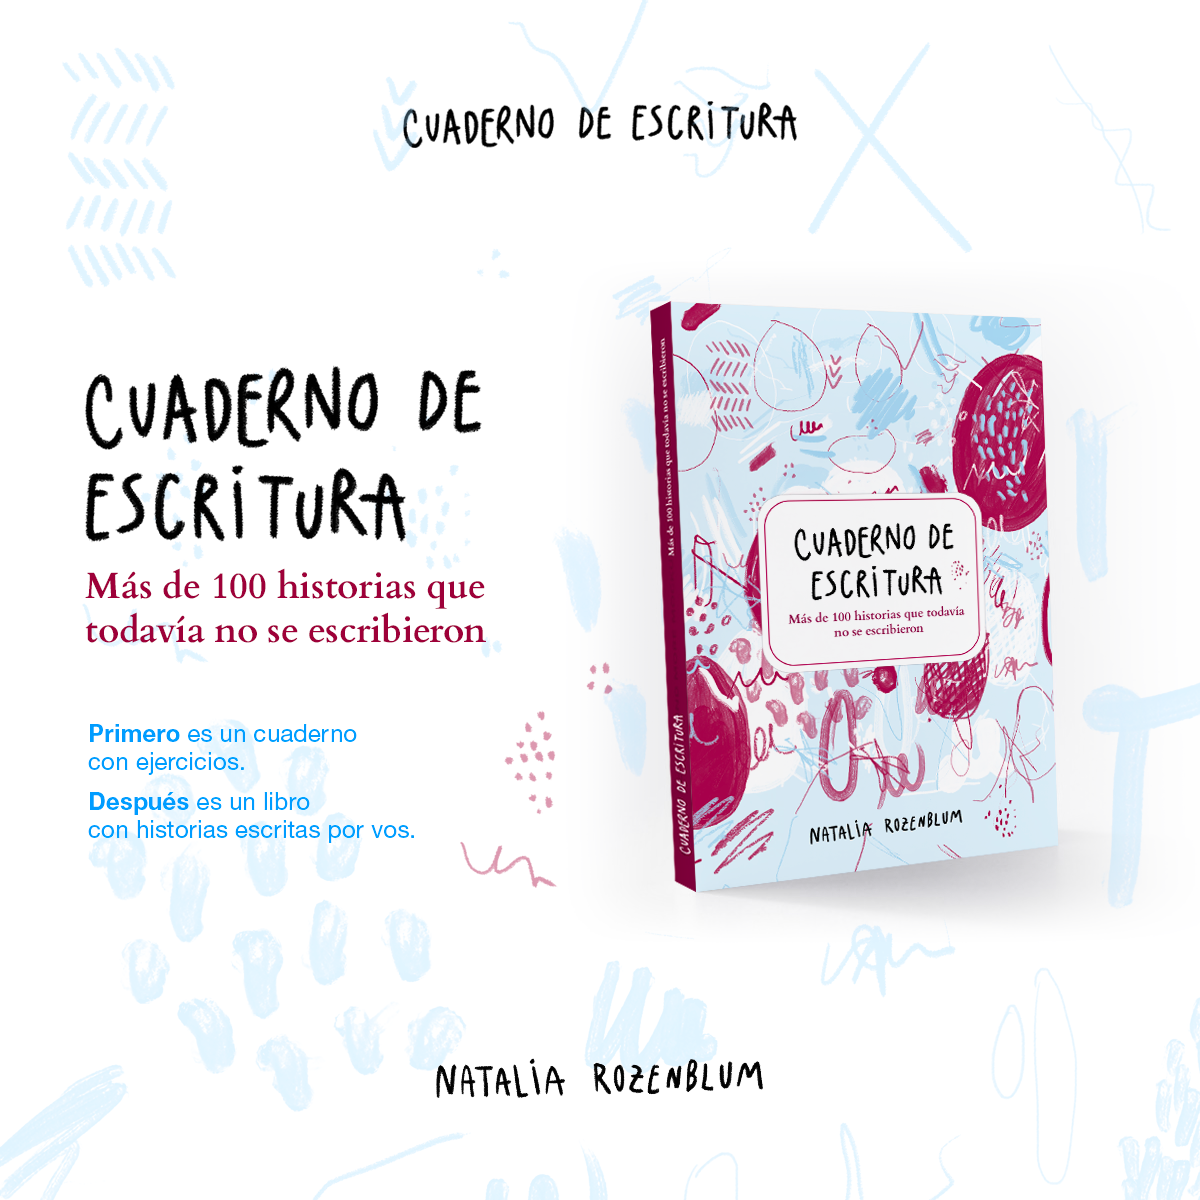 CUADERNO DE ESCRITURA
CUADERNO DE
ESCRITURA
Más de 100 historias que
todavía no se escribieron
Primero es un cuaderno
con ejercicios.
Después es un libro
con historias escritas por vos.
Más de 100 historias que todavía no se escribieron
CUADERNO DE ESCRITURA
CUADERNO DE
ESCRITURA
Más de 100 historias que todavía
no se escribieron
NATALIA ROZENBLUM
NATALIA ROZENBLUM